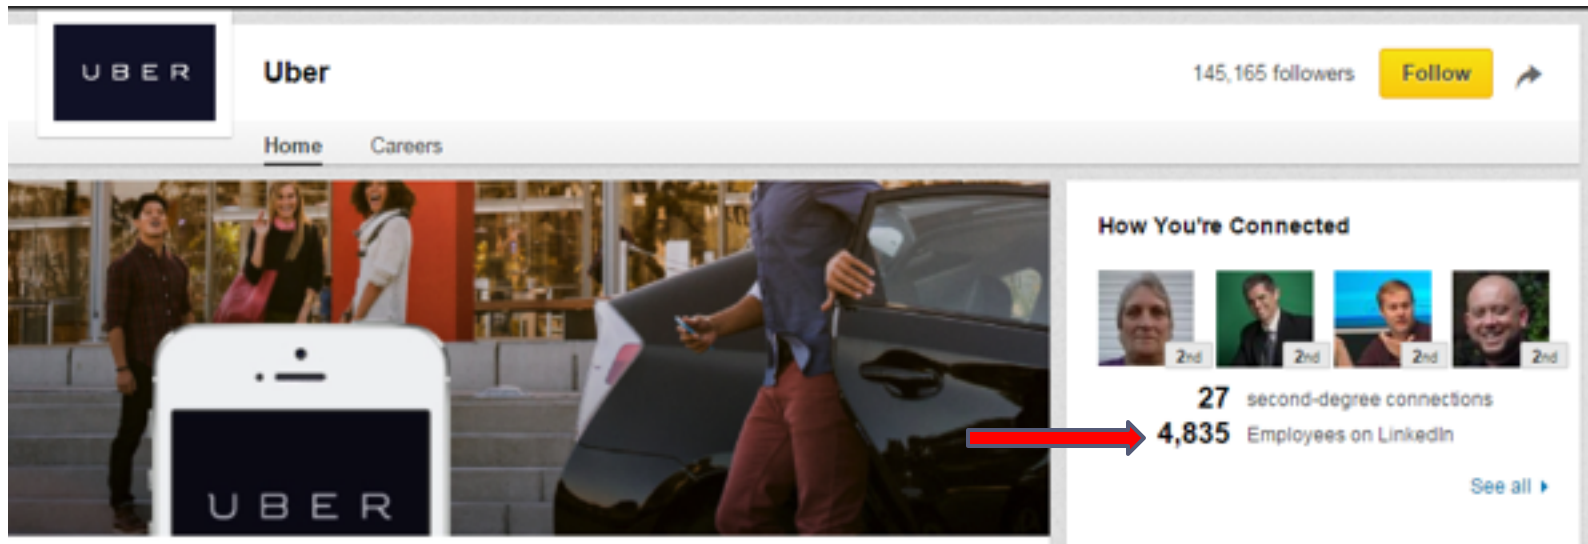 UBER
Uber
145,165 followers
Follow
Home
Careers
How You're Connected
2nd
2nd
2nd
2nd
27 second-degree connections
4,835 Employees on LinkedIn
See all
UBER